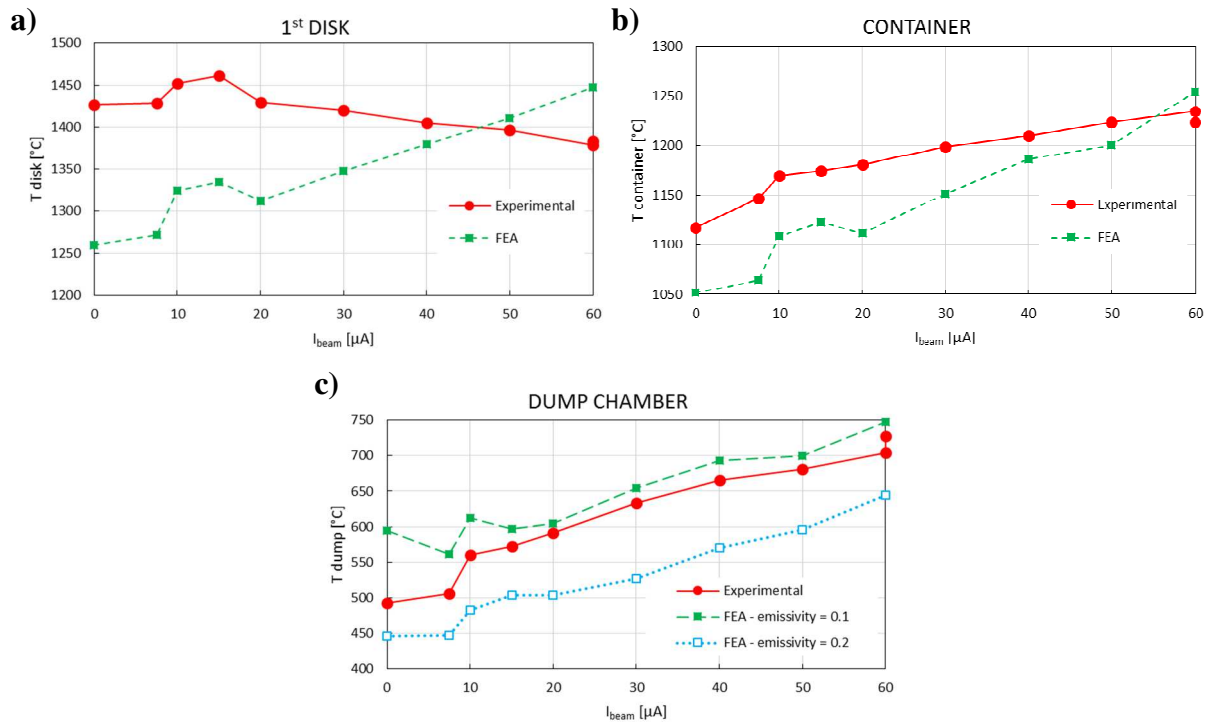 a)
1st DISK
1500
1450
1400
1350
1300
1250
1200
T disk [°C]
Experimental
FEA
0 10 20 30 40 50 60
Ibeam [µA]
b)
CONTAINER
1300
1250
1200
1150
1100
1050
T container [°C]
Lxperimental
FEA
0 10 20 30 40 50 60
Ibeam [µA]
c)
DUMP CHAMBER
750
700
650
600
550
500
450
400
T dump [°C]
Experimental
FEA - emissivity = 0.1
FEA - emissivity = 0.2
0 10 20 30 40 50 60
Ibeam [µA]